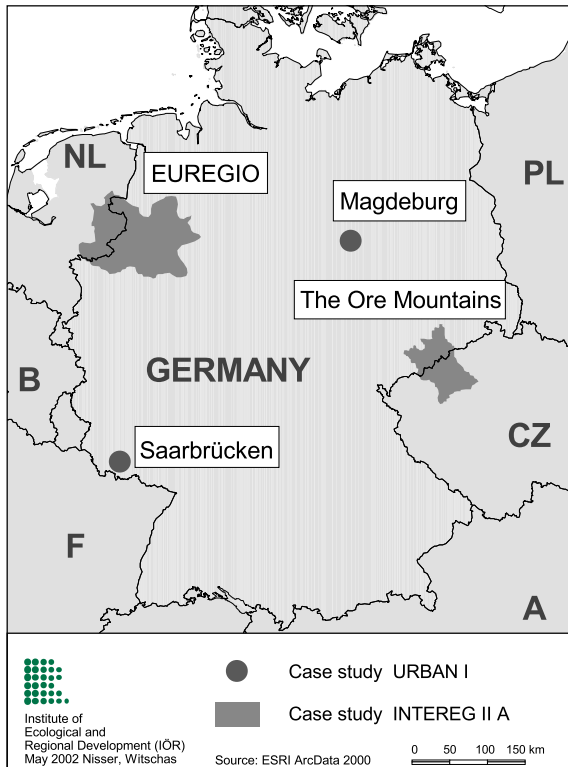 NL
EUREGIO
PL
Magdeburg
The Ore Mountains
GERMANY
B
CZ
Saarbrücken
F
A
Case study URBAN I
Case study INTEREG II A
Institute of
Ecological and
Regional Development (IÖR)
May 2002 Nisser, Witschas
Source: ESRI ArcData 2000
0 50 100 150 km